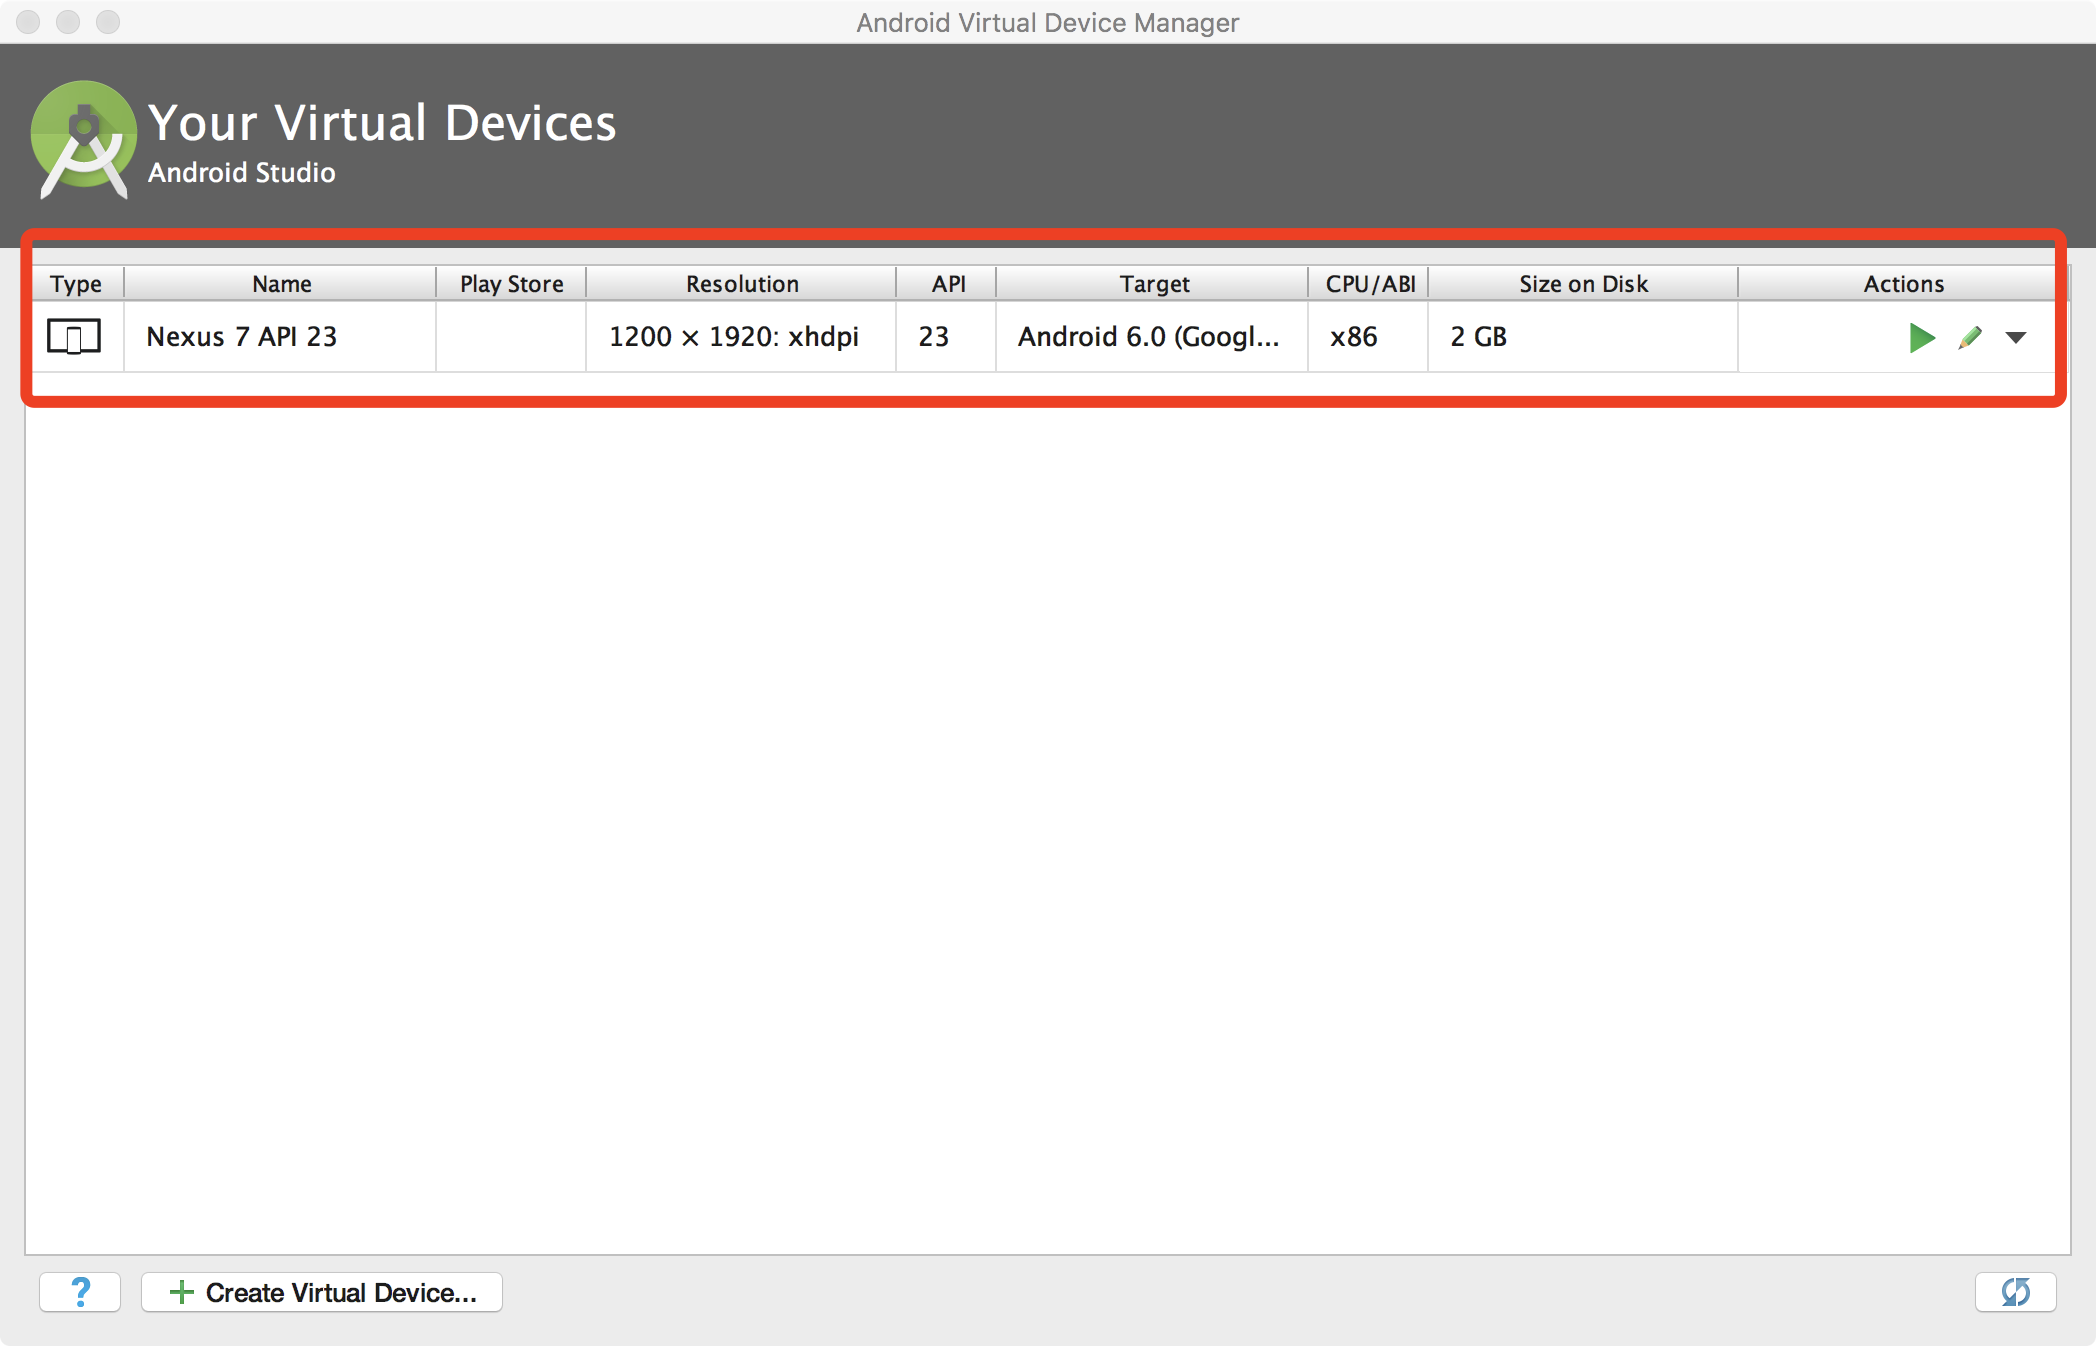 Android Virtual Device Manager
Your Virtual Devices
Android Studio
Type Name Play Store Resolution API Target CPU/ABI Size on Disk Actions
Nexus 7 API 23 1200 × 1920: xhdpi 23 Android 6.0 (Googl... x86 2 GB
? Create Virtual Device...